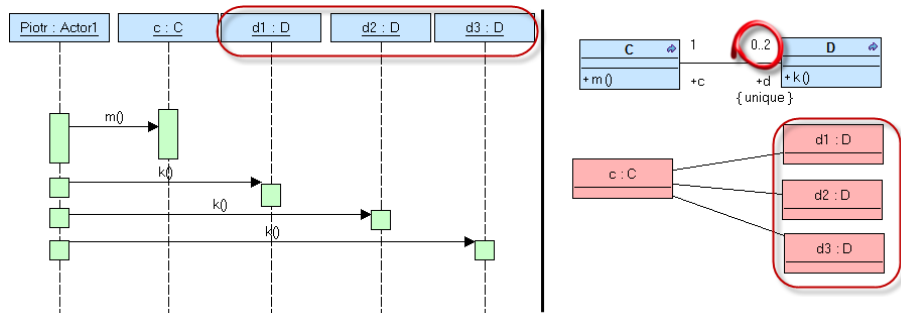 Piotr : Actor1
c : C
d1 : D
d2 : D
d3 : D
m()
k()
k()
k()
C
+m()
1
+c
0..2
+d
{ unique }
D
+k()
c : C
d1 : D
d2 : D
d3 : D